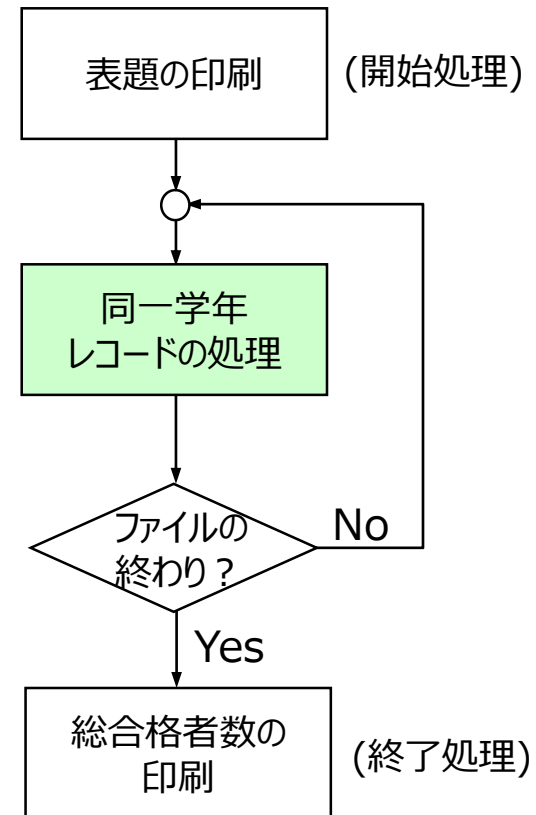 表題の印刷
(開始処理)
同一学年
レコードの処理
ファイルの
終わり？
No
Yes
総合格者数の
印刷
(終了処理)